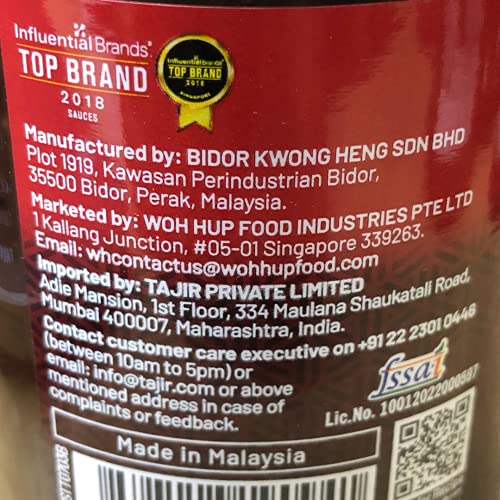 Influential Brands®
TOP BRAND
2018
SAUCES
Influential Brands
TOP BRAND
2018
SINGAPORE
Manufactured by: BIDOR KWONG HENG SDN BHD
Plot 1919, Kawasan Perindustrian Bidor,
35500 Bidor, Perak, Malaysia.
Marketed by: WOH HUP FOOD INDUSTRIES PTE LTD
1 Kallang Junction, #05-01 Singapore 339263.
Email: whcontactus@wohhupfood.com
Imported by: TAJIR PRIVATE LIMITED
Adie Mansion, 1st Floor, 334 Maulana Shaukatali Road,
Mumbai 400007, Maharashtra, India.
Contact customer care executive on +91 22 2301 0446
(between 10am to 5pm) or
email: info@tajir.com or above
mentioned address in case of
complaints or feedback.
fssai
Lic. No. 10012022000597
Made in Malaysia